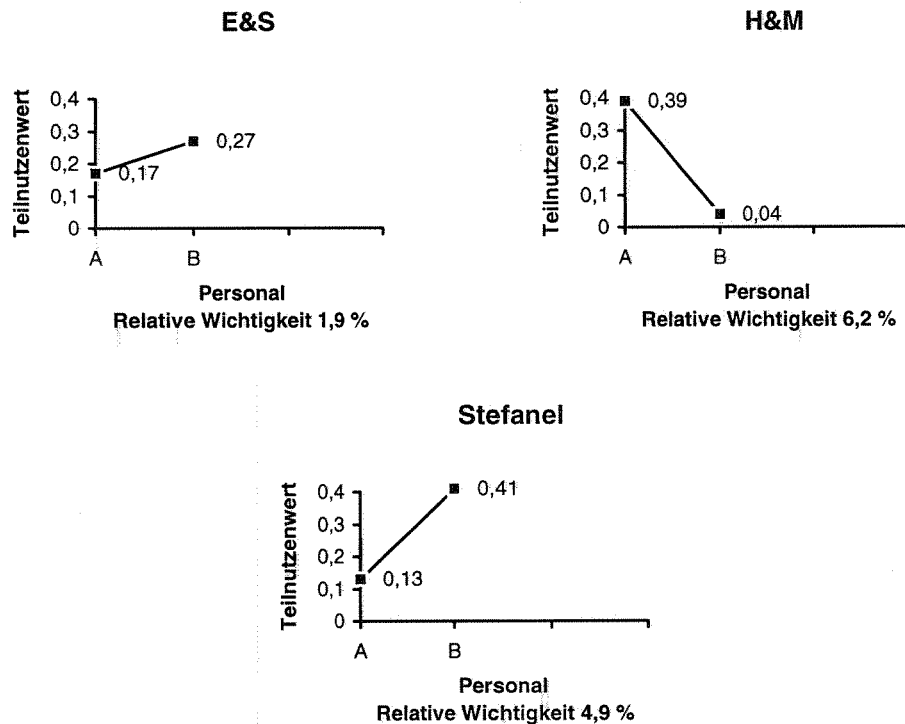 E&S
Teilnutzenwert
0,4
0,3
0,2
0,1
0
0,17
0,27
A
B
Personal
Relative Wichtigkeit 1,9 %
H&M
Teilnutzenwert
0,4
0,3
0,2
0,1
0
0,39
0,04
A
B
Personal
Relative Wichtigkeit 6,2 %
Stefanel
Teilnutzenwert
0,4
0,3
0,2
0,1
0
0,13
0,41
A
B
Personal
Relative Wichtigkeit 4,9 %